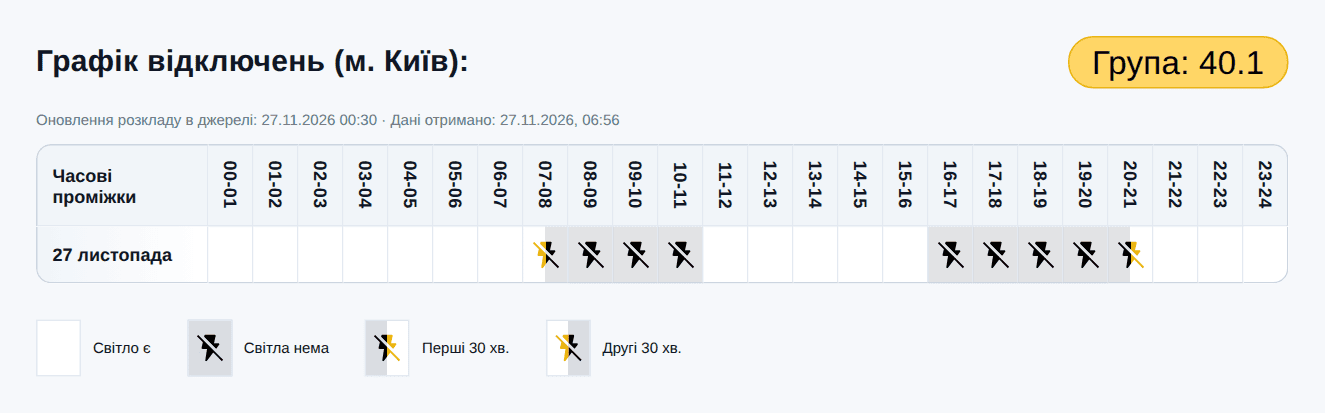 Графік відключень (м. Київ):
Група: 40.1
Оновлення розкладу в джерелі: 27.11.2026 00:30 · Дані отримано: 27.11.2026, 06:56
Часові
проміжки
00-01
01-02
02-03
03-04
04-05
05-06
06-07
07-08
08-09
09-10
10-11
11-12
12-13
13-14
14-15
15-16
16-17
17-18
18-19
19-20
20-21
21-22
22-23
23-24
27 листопада
Світло є
Світла нема
Перші 30 хв.
Другі 30 хв.